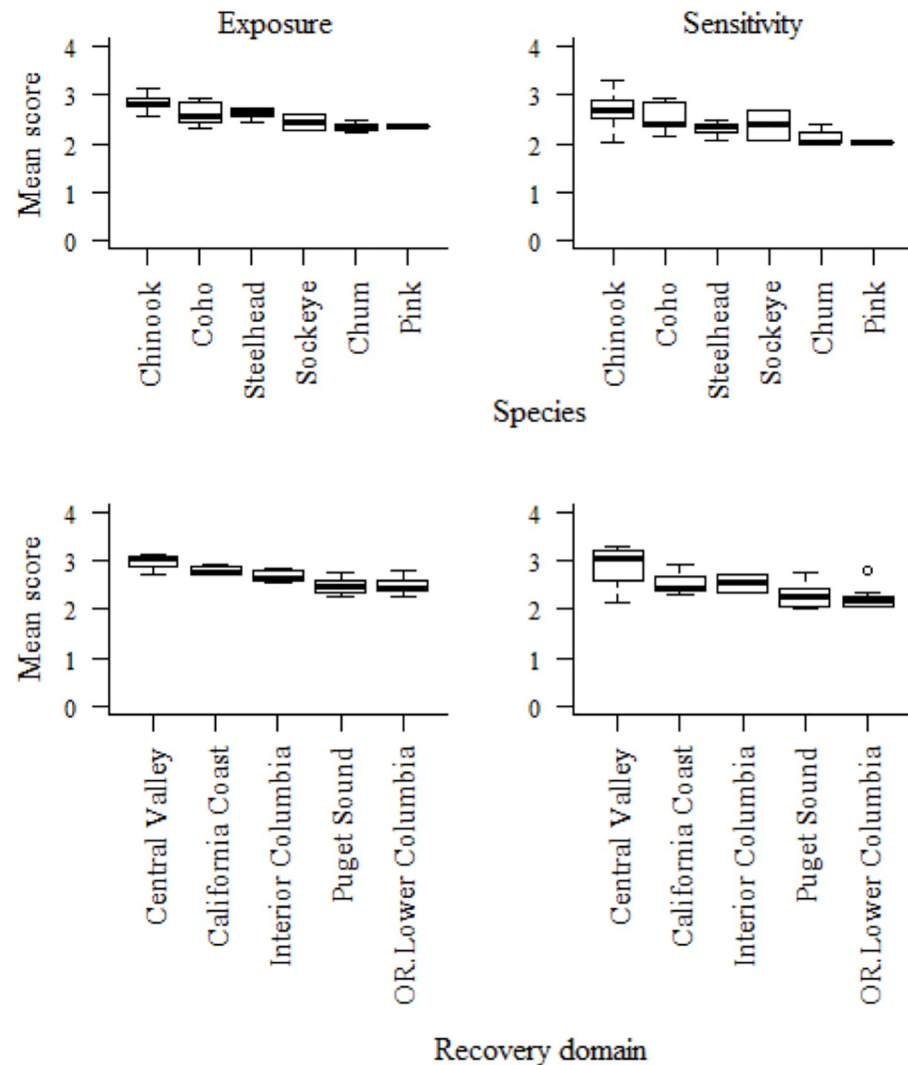 Exposure
Sensitivity
Mean score
4
3
2
1
0
4
3
2
1
0
Chinook
Coho
Steelhead
Sockeye
Chum
Pink
Chinook
Coho
Steelhead
Sockeye
Chum
Pink
Species
Mean score
4
3
2
1
0
4
3
2
1
0
Central Valley
California Coast
Interior Columbia
Puget Sound
OR.Lower Columbia
Central Valley
California Coast
Interior Columbia
Puget Sound
OR.Lower Columbia
Recovery domain